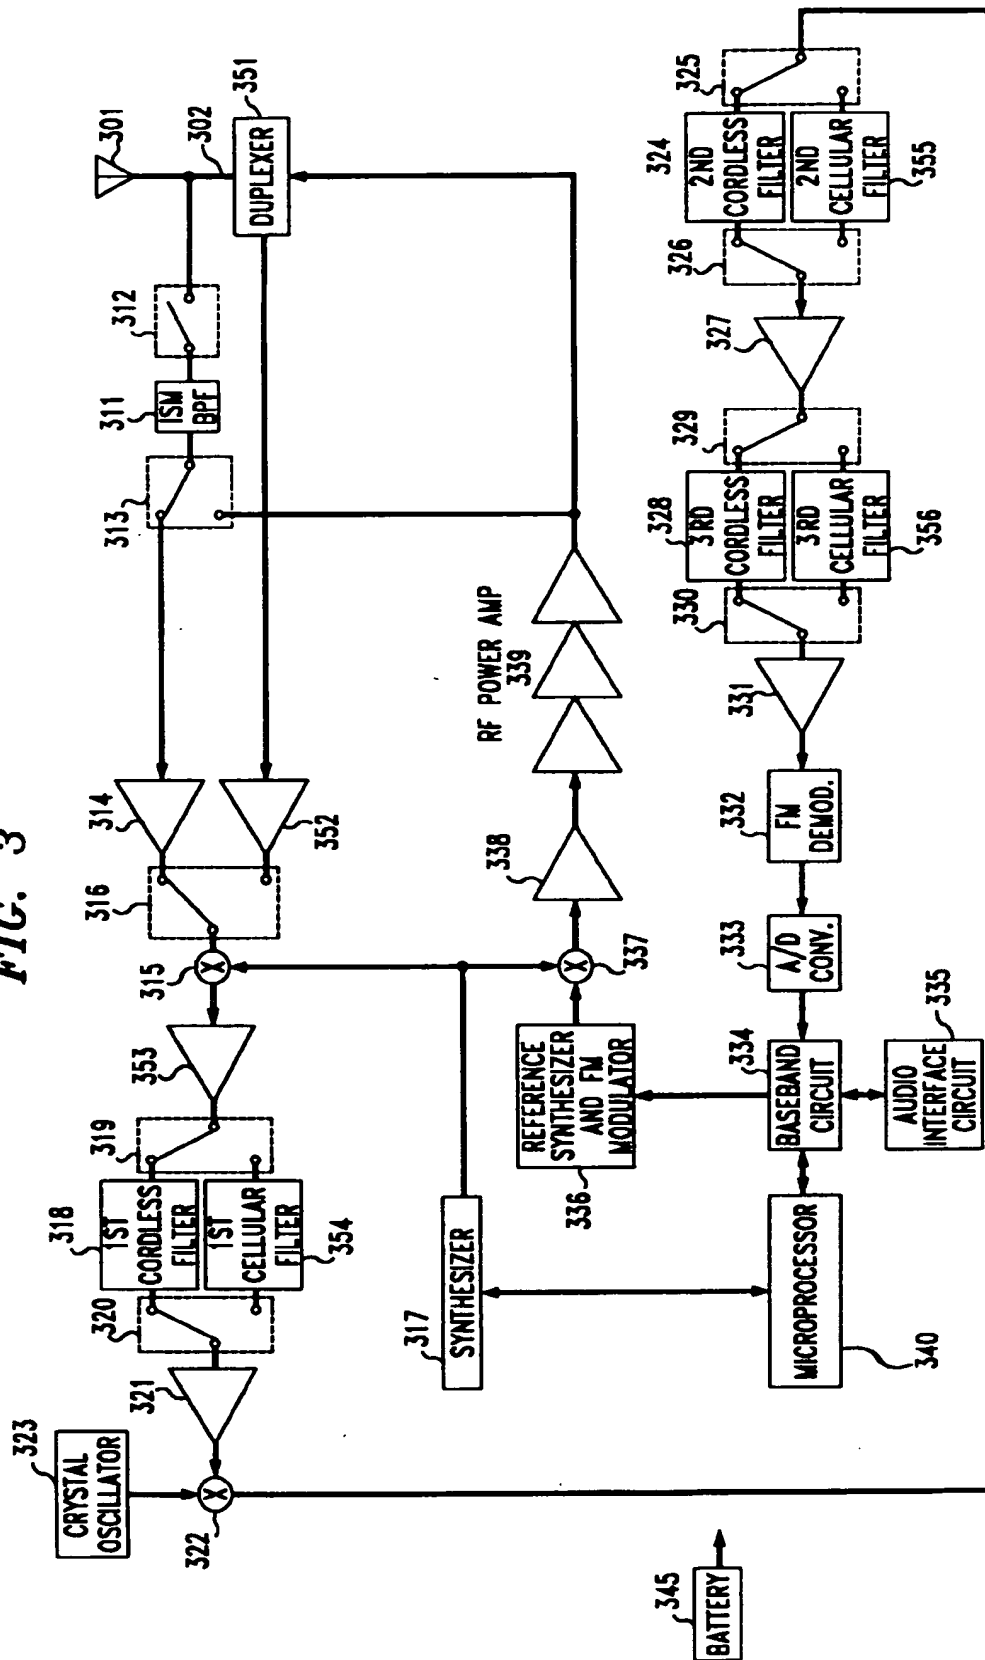 FIG. 3
301
302
351
DUPLEXER
312
311
ISM
BPF
313
314
352
316
315
353
319
318
1ST
CORDLESS
FILTER
1ST
CELLULAR
FILTER
354
320
321
323
CRYSTAL
OSCILLATOR
322
RF POWER AMP
339
338
337
REFERENCE
SYNTHESIZER
AND FM
MODULATOR
336
317
SYNTHESIZER
325
324
2ND
CORDLESS
FILTER
2ND
CELLULAR
FILTER
355
326
327
329
328
3RD
CORDLESS
FILTER
3RD
CELLULAR
FILTER
356
330
331
332
FM
DEMOD.
333
A/D
CONV.
334
BASEBAND
CIRCUIT
335
AUDIO
INTERFACE
CIRCUIT
MICROPROCESSOR
340
345
BATTERY